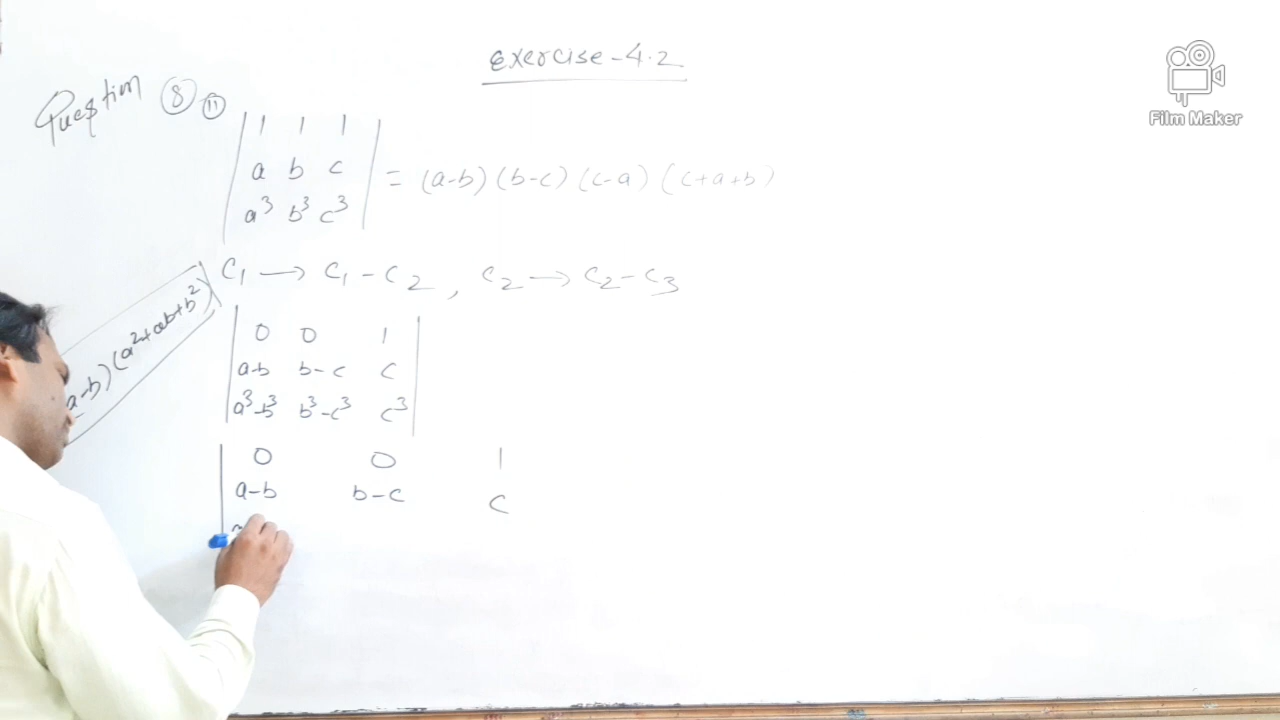 Exercise-4.2
Question 8 11
| 1 1 1 |
| a b c | = (a-b) (b-c) (c-a) (c+a+b)
| a³ b³ c³ |
C₁ → C₁ - C₂, C₂ → C₂ - C₃
a-b)(a²+ab+b²)
| 0 0 1 |
| a-b b-c c |
| a³-b³ b³-c³ c³ |
| 0 0 1
| a-b b-c c
Film Maker